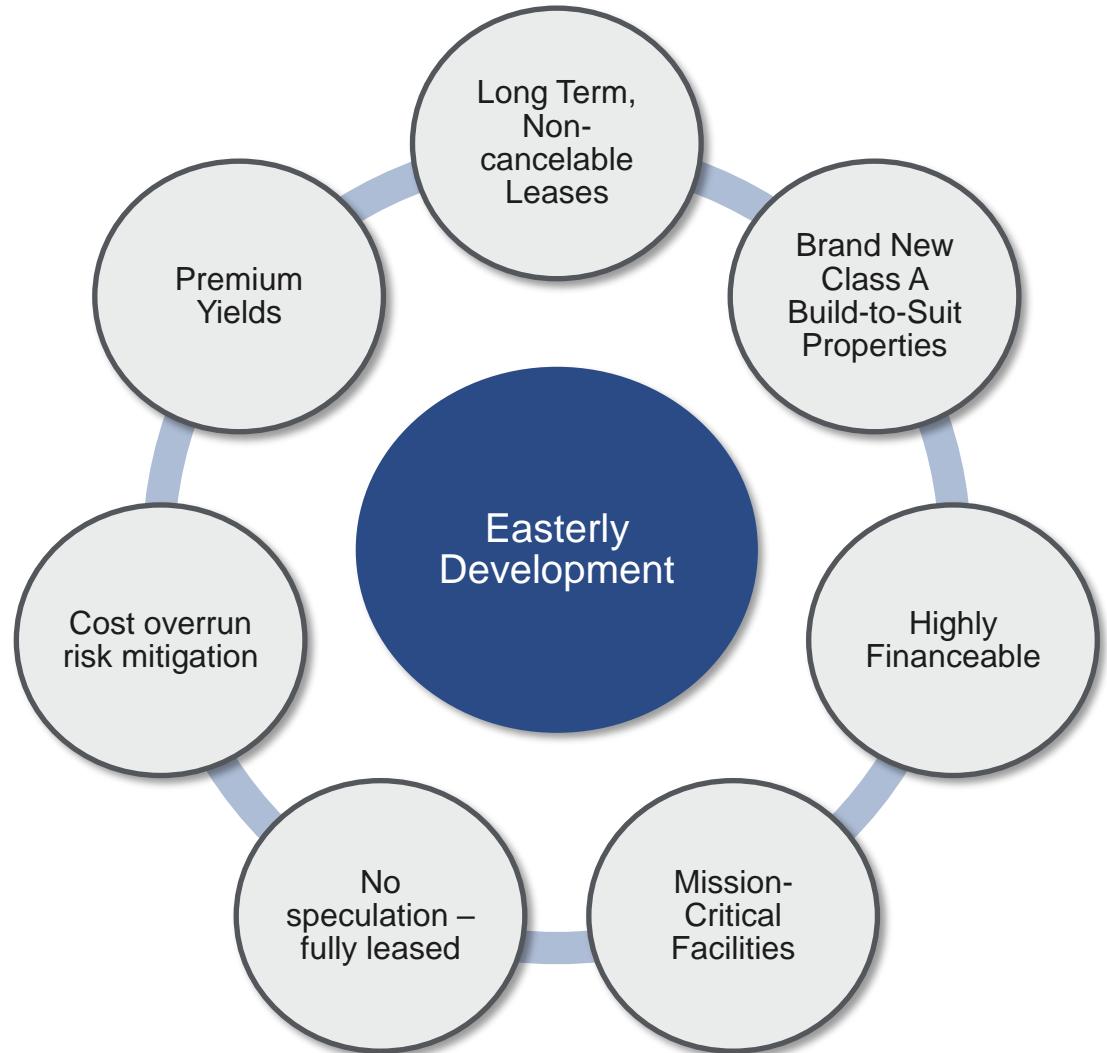 Long Term,
Non-
cancelable
Leases
Brand New
Class A
Build-to-Suit
Properties
Highly
Financeable
Mission-
Critical
Facilities
No
speculation –
fully leased
Cost overrun
risk mitigation
Premium
Yields
Easterly
Development